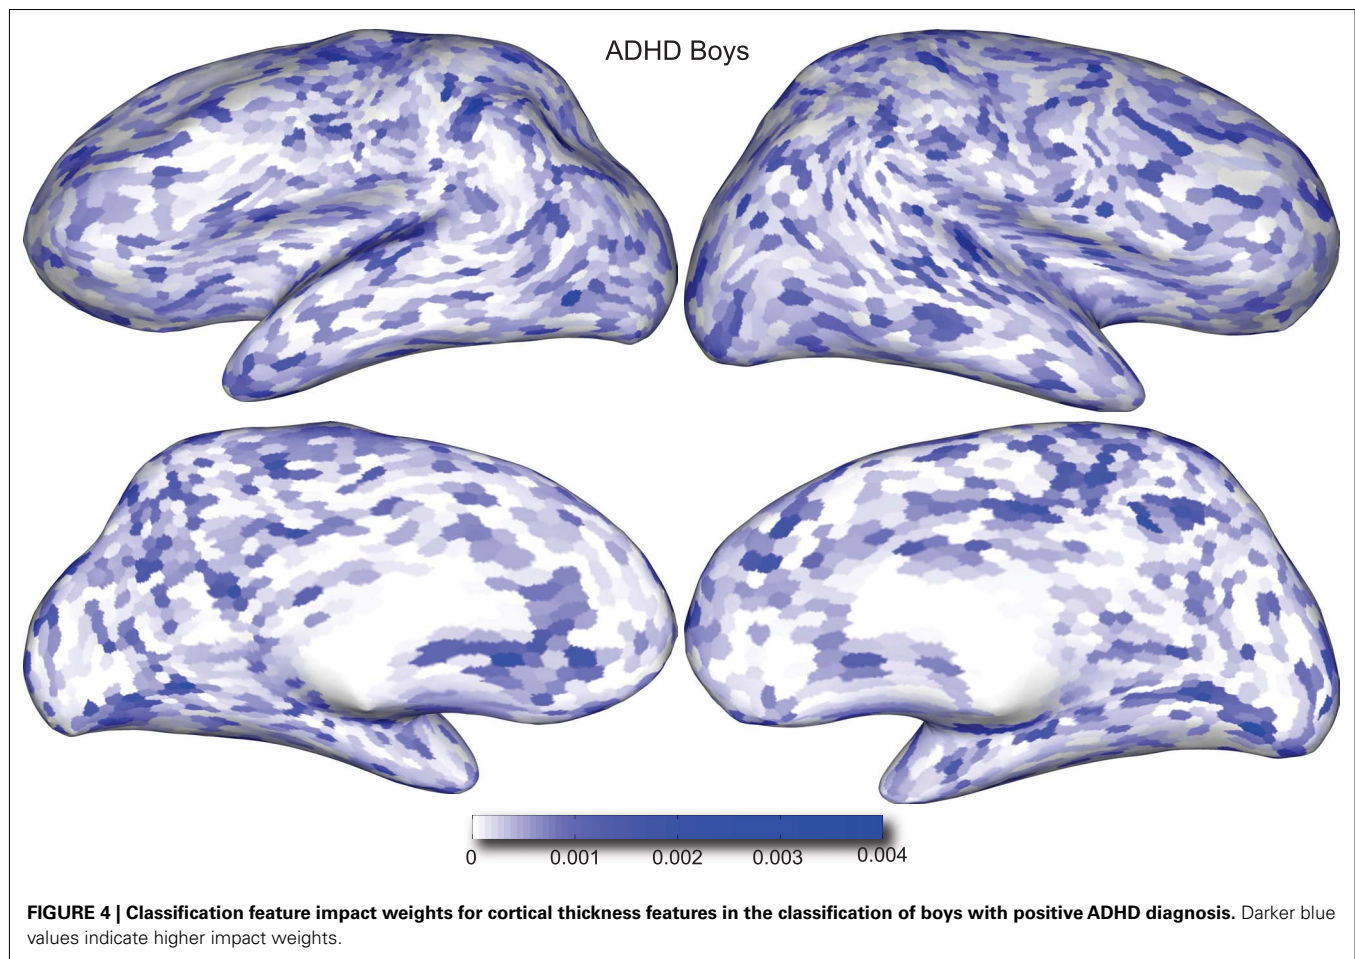 ADHD Boys
0 0.001 0.002 0.003 0.004
FIGURE 4 | Classification feature impact weights for cortical thickness features in the classification of boys with positive ADHD diagnosis. Darker blue
values indicate higher impact weights.